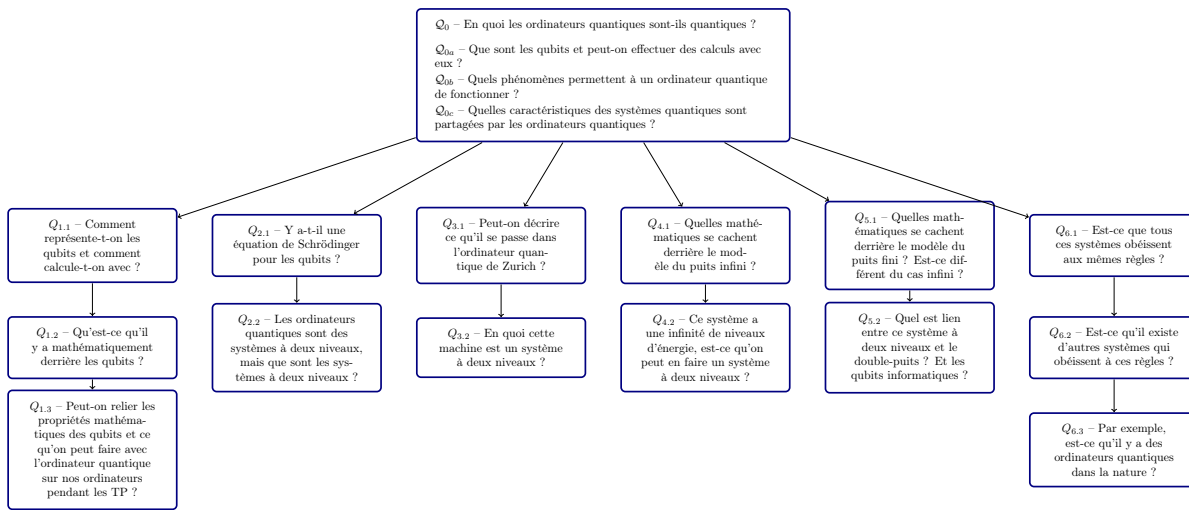 𝒬0 – En quoi les ordinateurs quantiques sont-ils quantiques ?
𝒬0a – Que sont les qubits et peut-on effectuer des calculs avec
eux ?
𝒬0b – Quels phénomènes permettent à un ordinateur quantique
de fonctionner ?
𝒬0c – Quelles caractéristiques des systèmes quantiques sont
partagées par les ordinateurs quantiques ?
Q1.1 – Comment
représente-t-on les
qubits et comment
calcule-t-on avec ?
Q1.2 – Qu'est-ce qu'il
y a mathématiquement
derrière les qubits ?
Q1.3 – Peut-on relier les
propriétés mathéma-
tiques des qubits et ce
qu'on peut faire avec
l'ordinateur quantique
sur nos ordinateurs
pendant les TP ?
Q2.1 – Y a-t-il une
équation de Schrödinger
pour les qubits ?
Q2.2 – Les ordinateurs
quantiques sont des
systèmes à deux niveaux,
mais que sont les sys-
tèmes à deux niveaux ?
Q3.1 – Peut-on décrire
ce qu'il se passe dans
l'ordinateur quan-
tique de Zurich ?
Q3.2 – En quoi cette
machine est un système
à deux niveaux ?
Q4.1 – Quelles mathé-
matiques se cachent
derrière le mod-
èle du puits infini ?
Q4.2 – Ce système a
une infinité de niveaux
d'énergie, est-ce qu'on
peut en faire un système
à deux niveaux ?
Q5.1 – Quelles math-
ématiques se cachent
derrière le modèle du
puits fini ? Est-ce dif-
férent du cas infini ?
Q5.2 – Quel est lien
entre ce système à
deux niveaux et le
double-puits ? Et les
qubits informatiques ?
Q6.1 – Est-ce que tous
ces systèmes obéissent
aux mêmes règles ?
Q6.2 – Est-ce qu'il existe
d'autres systèmes qui
obéissent à ces règles ?
Q6.3 – Par exemple,
est-ce qu'il y a des
ordinateurs quantiques
dans la nature ?